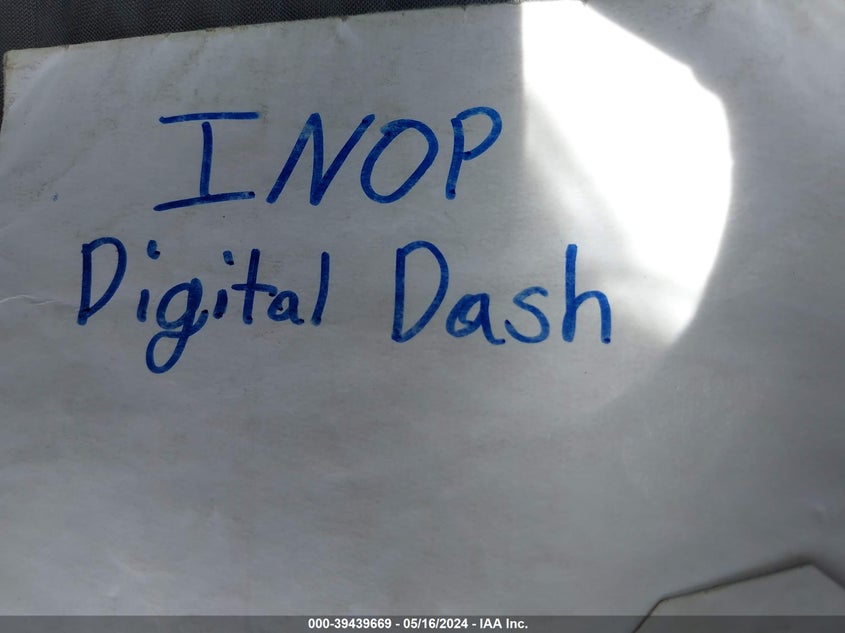 INOP
Digital Dash
000-39439669 - 05/16/2024 - IAA Inc.